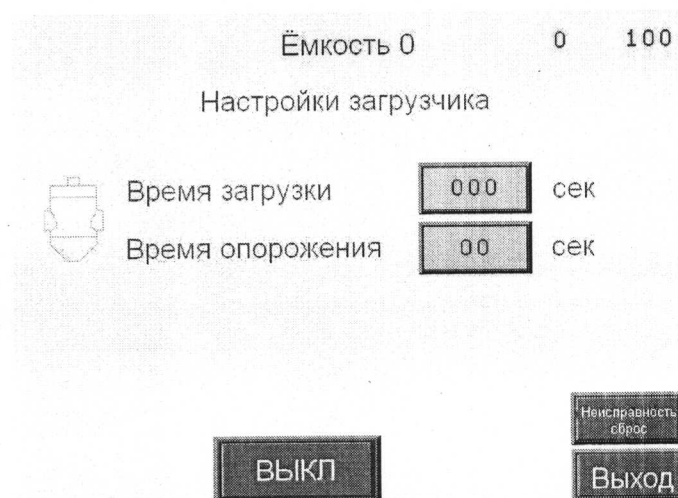 Ёмкость 0 0 100
Настройки загрузчика
Время загрузки 000 сек
Время опорожения 00 сек
Неисправность
сброс
ВЫКЛ
Выход